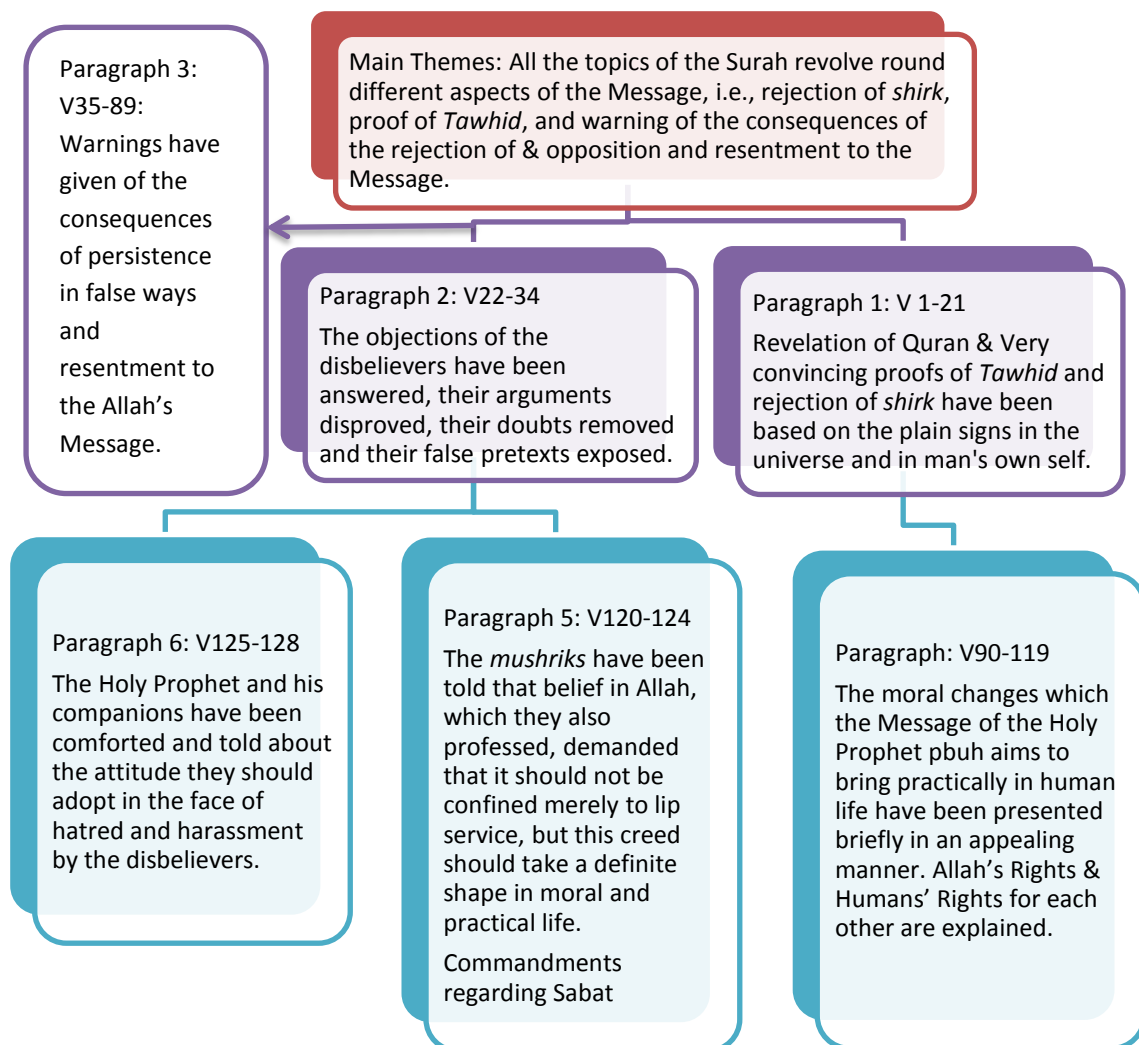 Main Themes: All the topics of the Surah revolve round
different aspects of the Message, i.e., rejection of shirk,
proof of Tawhid, and warning of the consequences of
the rejection of & opposition and resentment to the
Message.
Paragraph 3:
V35-89:
Warnings have
given of the
consequences
of persistence
in false ways
and
resentment to
the Allah’s
Message.
Paragraph 2: V22-34
The objections of the
disbelievers have been
answered, their arguments
disproved, their doubts removed
and their false pretexts exposed.
Paragraph 1: V 1-21
Revelation of Quran & Very
convincing proofs of Tawhid and
rejection of shirk have been
based on the plain signs in the
universe and in man's own self.
Paragraph 6: V125-128
The Holy Prophet and his
companions have been
comforted and told about
the attitude they should
adopt in the face of
hatred and harassment
by the disbelievers.
Paragraph 5: V120-124
The mushriks have been
told that belief in Allah,
which they also
professed, demanded
that it should not be
confined merely to lip
service, but this creed
should take a definite
shape in moral and
practical life.
Commandments
regarding Sabat
Paragraph: V90-119
The moral changes which
the Message of the Holy
Prophet pbuh aims to
bring practically in human
life have been presented
briefly in an appealing
manner. Allah’s Rights &
Humans’ Rights for each
other are explained.